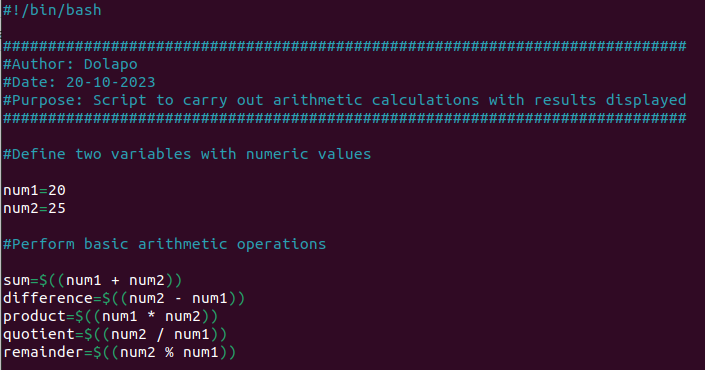 #!/bin/bash
############################################################################
#Author: Dolapo
#Date: 20-10-2023
#Purpose: Script to carry out arithmetic calculations with results displayed
############################################################################
#Define two variables with numeric values
num1=20
num2=25
#Perform basic arithmetic operations
sum=$((num1 + num2))
difference=$((num2 - num1))
product=$((num1 * num2))
quotient=$((num2 / num1))
remainder=$((num2 % num1))